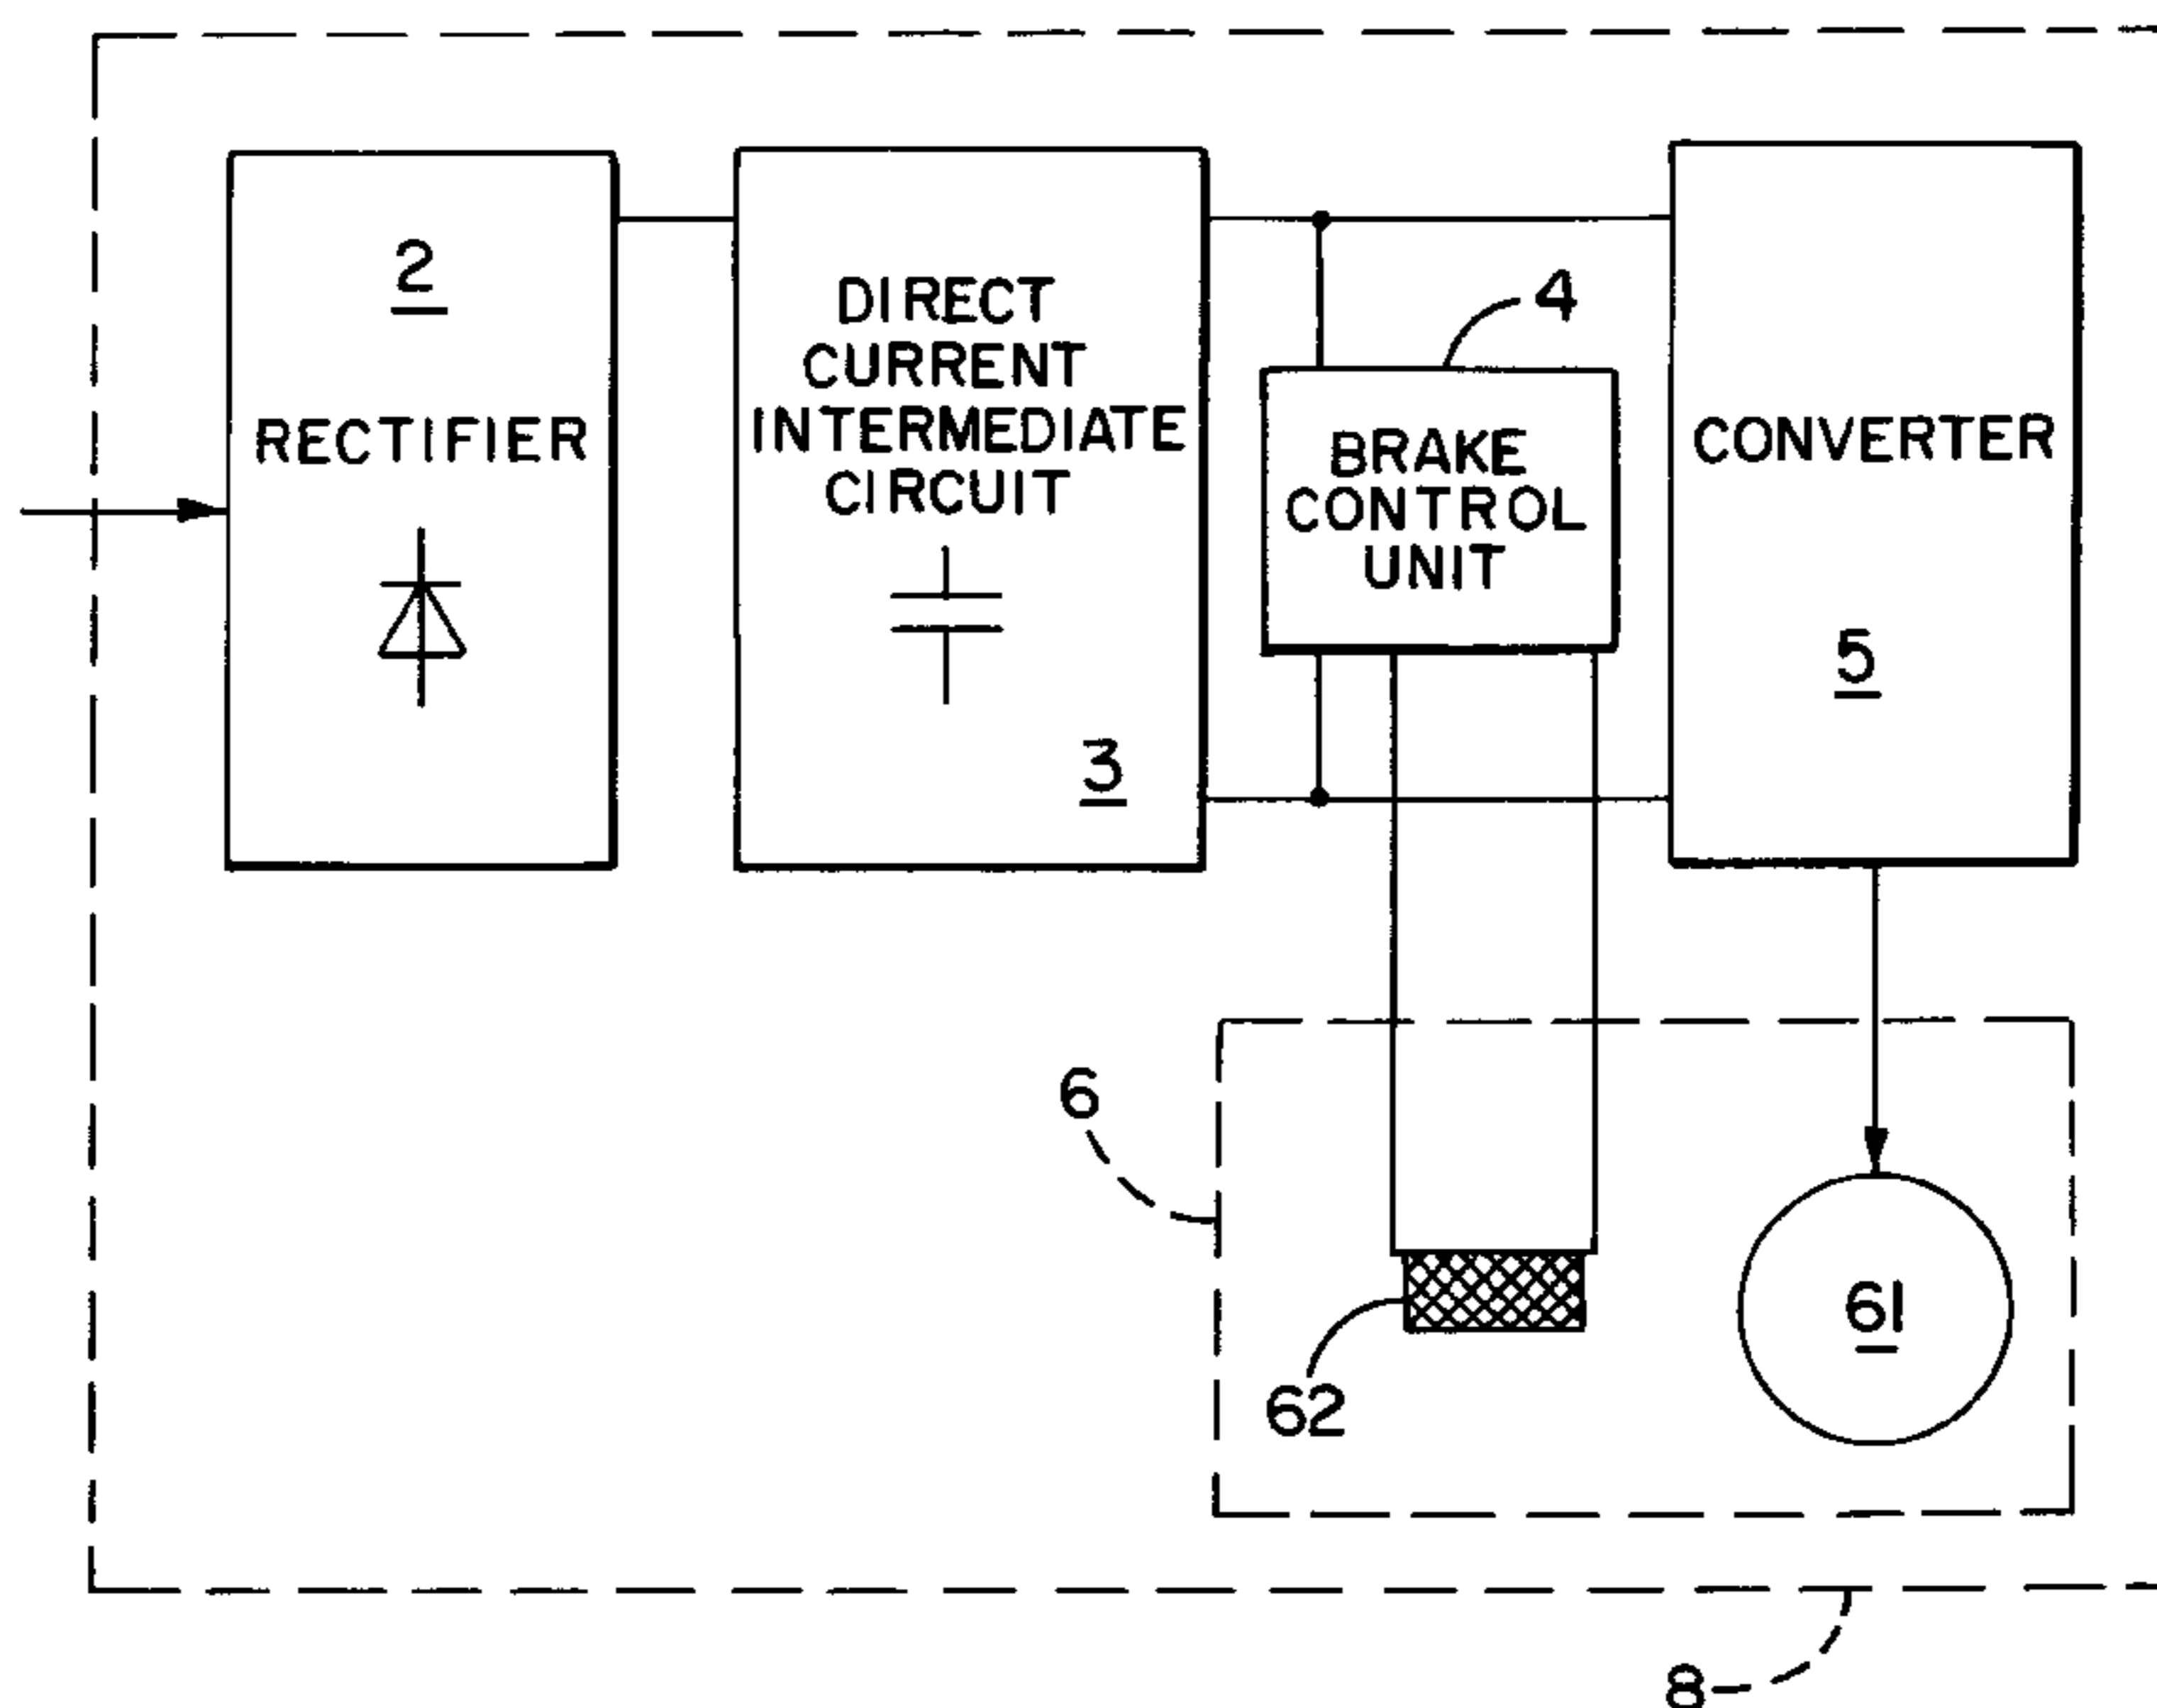 2
RECTIFIER
DIRECT
CURRENT
INTERMEDIATE
CIRCUIT
3
4
BRAKE
CONTROL
UNIT
CONVERTER
5
6
62
61
8